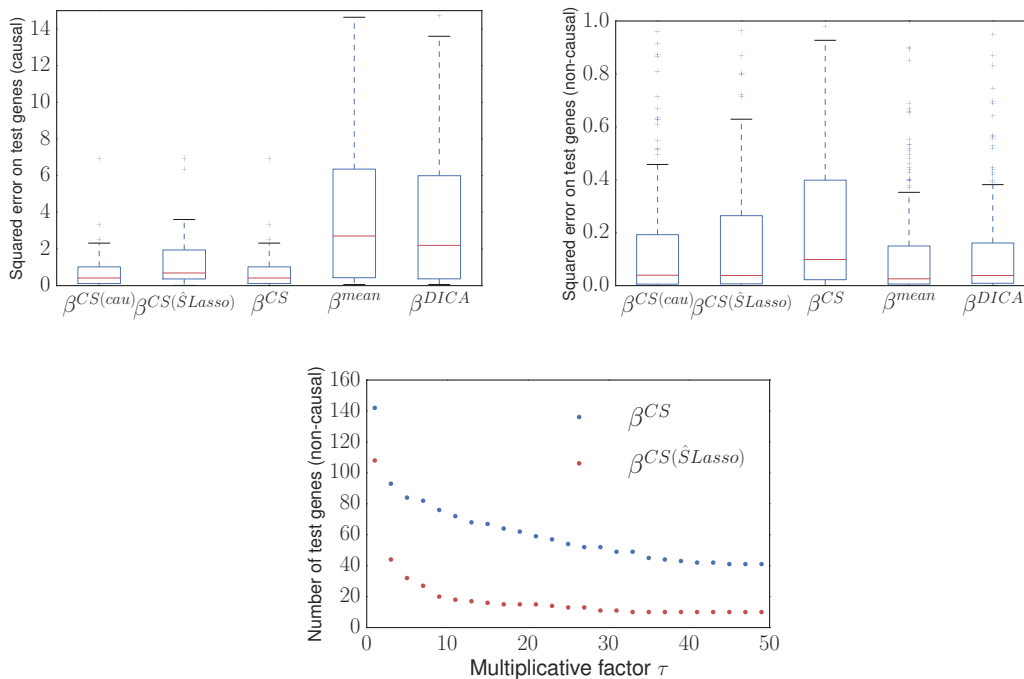 Squared error on test genes (causal)
14
12
10
8
6
4
2
0
β^{CS(cau)} β^{CS(ŜLasso)} β^{CS} β^{mean} β^{DICA}
Squared error on test genes (non-causal)
1.0
0.8
0.6
0.4
0.2
0.0
β^{CS(cau)} β^{CS(ŜLasso)} β^{CS} β^{mean} β^{DICA}
Number of test genes (non-causal)
160
140
120
100
80
60
40
20
0
β^{CS}
β^{CS(ŜLasso)}
0 10 20 30 40 50
Multiplicative factor τ